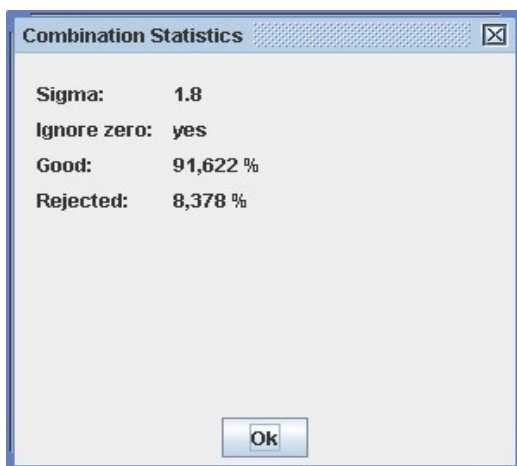 Combination Statistics
Sigma: 1.8
Ignore zero: yes
Good: 91,622 %
Rejected: 8,378 %
Ok